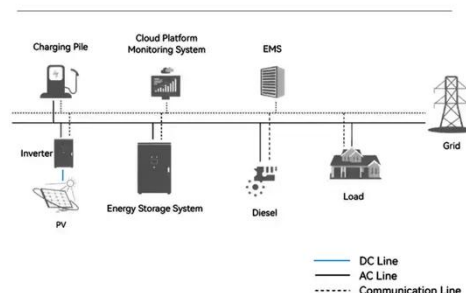 Charging Pile
Cloud Platform
Monitoring System
EMS
Grid
Inverter
PV
Energy Storage System
Diesel
Load
DC Line
AC Line
Communication Line